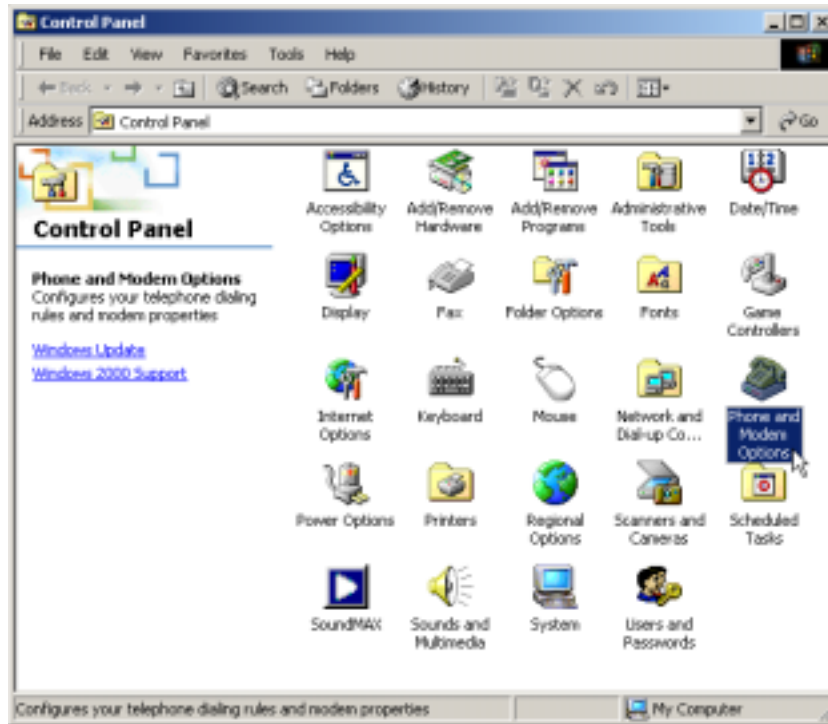 Control Panel
File Edit View Favorites Tools Help
Back Search Folders History
Address Control Panel Go
Control Panel
Phone and Modem Options
Configures your telephone dialing
rules and modem properties
Windows Update
Windows 2000 Support
Accessibility
Options
Add/Remove
Hardware
Add/Remove
Programs
Administrative
Tools
Date/Time
Display
Fax
Folder Options
Fonts
Game
Controllers
Internet
Options
Keyboard
Mouse
Network and
Dial-up Co...
Phone and
Modem
Options
Power Options
Printers
Regional
Options
Scanners and
Cameras
Scheduled
Tasks
SoundMAX
Sounds and
Multimedia
System
Users and
Passwords
Configures your telephone dialing rules and modem properties My Computer